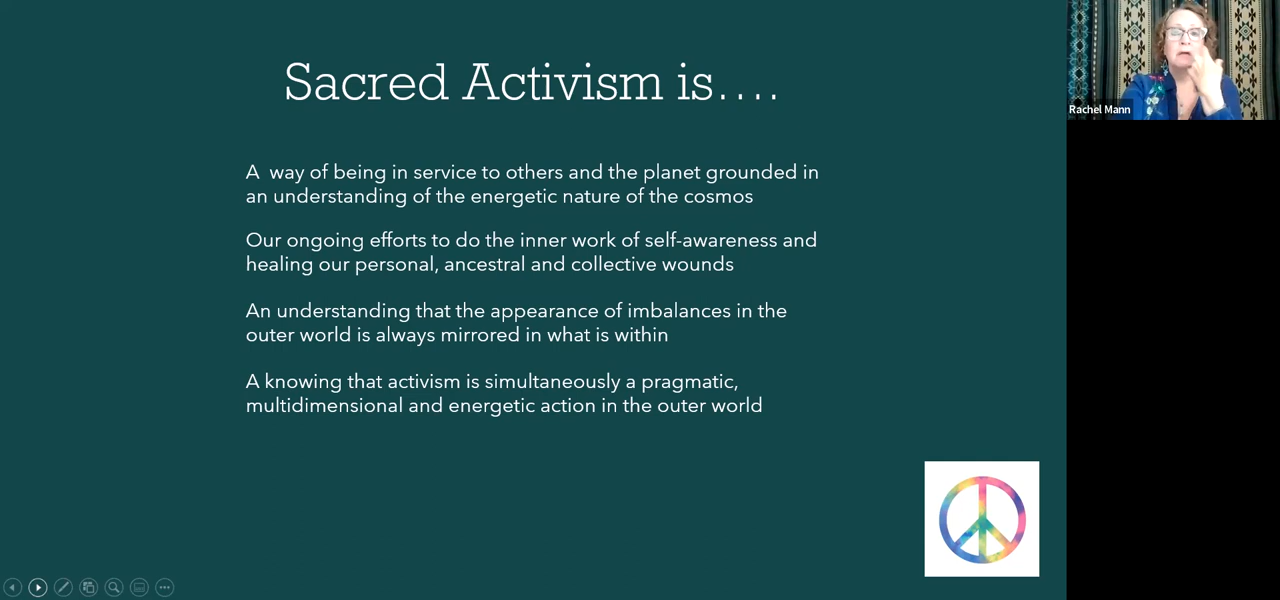 Sacred Activism is....
Rachel Mann
A way of being in service to others and the planet grounded in
an understanding of the energetic nature of the cosmos
Our ongoing efforts to do the inner work of self-awareness and
healing our personal, ancestral and collective wounds
An understanding that the appearance of imbalances in the
outer world is always mirrored in what is within
A knowing that activism is simultaneously a pragmatic,
multidimensional and energetic action in the outer world